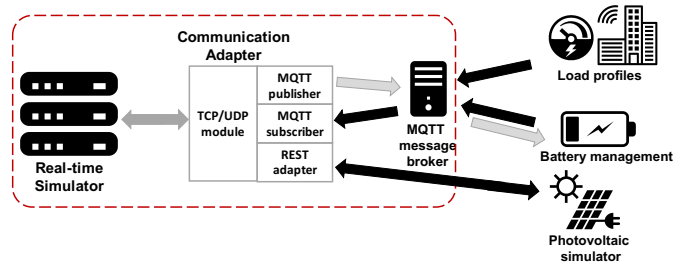 Communication
Adapter
Real-time
Simulator
TCP/UDP
module
MQTT
publisher
MQTT
subscriber
REST
adapter
MQTT
message
broker
Load profiles
Battery management
Photovoltaic
simulator